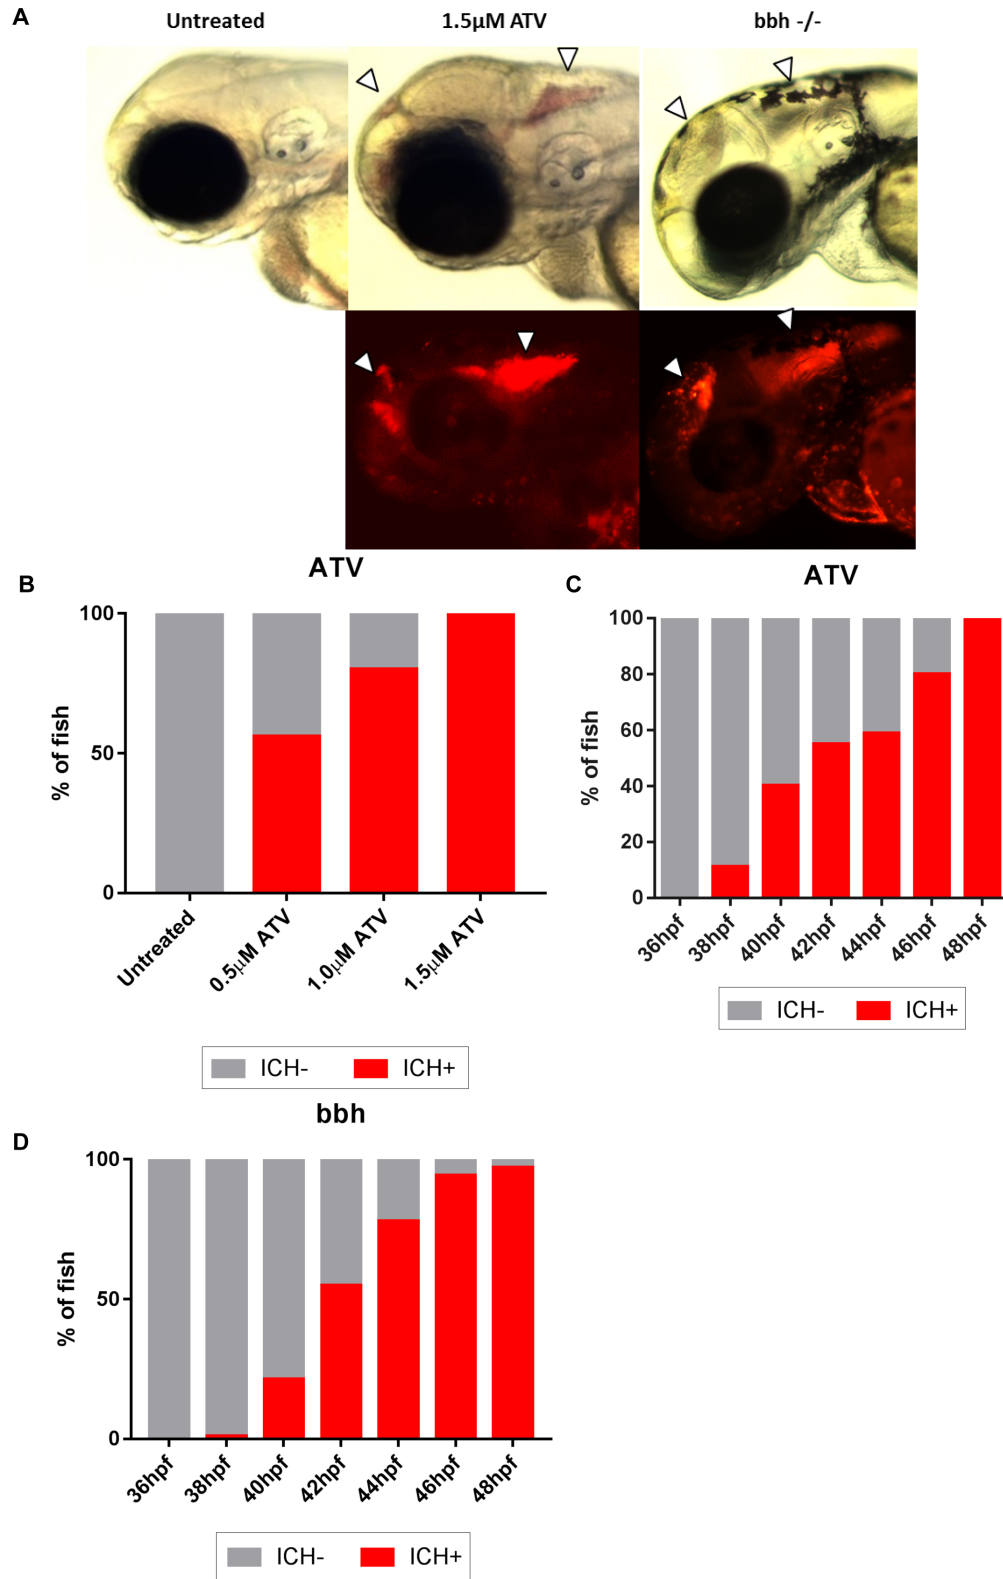 A
Untreated
1.5µM ATV
bbh -/-
B
ATV
% of fish
100
50
0
Untreated
0.5µM ATV
1.0µM ATV
1.5µM ATV
ICH-
ICH+
C
ATV
% of fish
100
80
60
40
20
0
36hpf
38hpf
40hpf
42hpf
44hpf
46hpf
48hpf
ICH-
ICH+
D
bbh
% of fish
100
50
0
36hpf
38hpf
40hpf
42hpf
44hpf
46hpf
48hpf
ICH-
ICH+